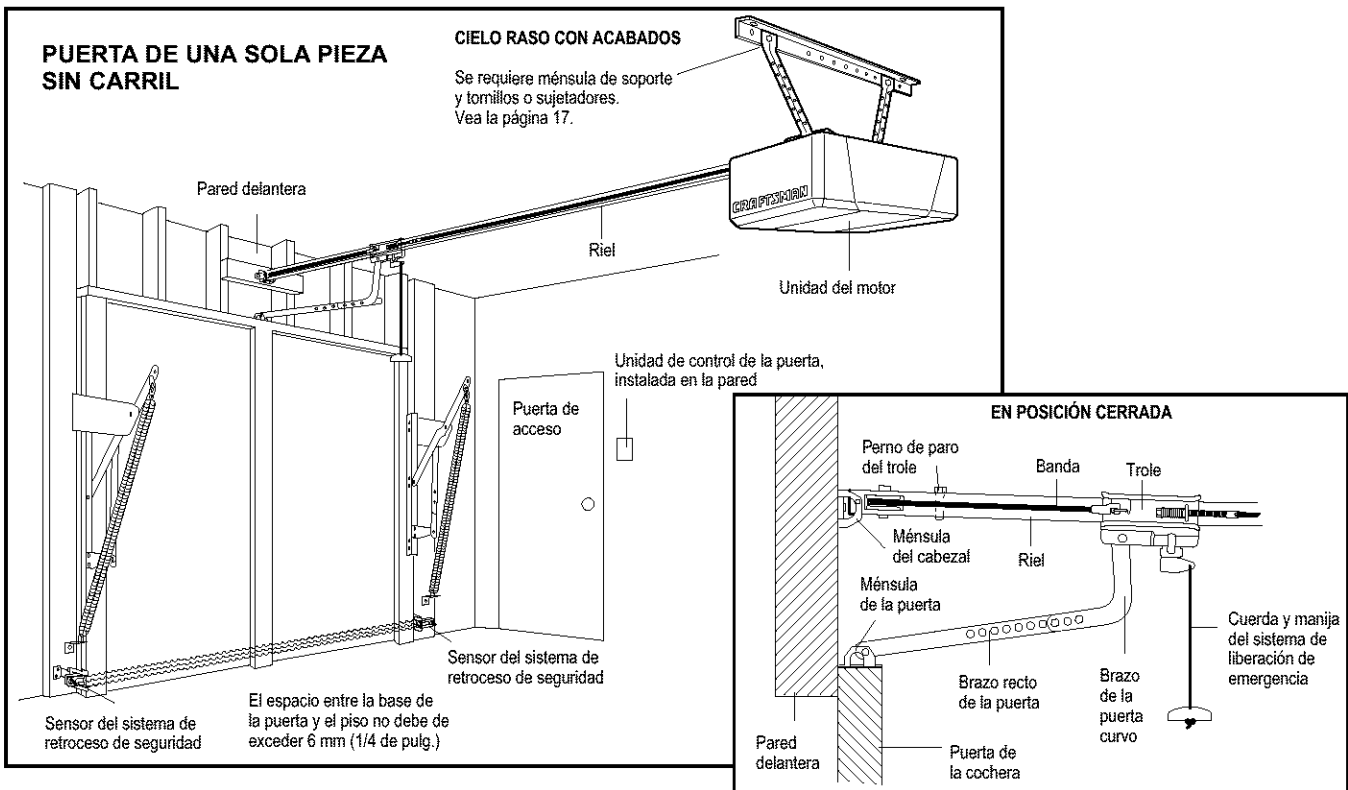 PUERTA DE UNA SOLA PIEZA
SIN CARRIL
CIELO RASO CON ACABADOS
Se requiere ménsula de soporte
y tornillos o sujetadores.
Vea la página 17.
Pared delantera
CRAFTSMAN
Riel
Unidad del motor
Unidad de control de la puerta,
instalada en la pared
Puerta de
acceso
Sensor del sistema de
retroceso de seguridad
El espacio entre la base de
la puerta y el piso no debe de
exceder 6 mm (1/4 de pulg.)
Sensor del sistema de
retroceso de seguridad
EN POSICIÓN CERRADA
Perno de paro
del trole
Banda
Trole
Ménsula
del cabezal
Riel
Ménsula
de la puerta
Cuerda y manija
del sistema de
liberación de
emergencia
Brazo recto
de la puerta
Brazo
de la
puerta
curvo
Pared
delantera
Puerta de
la cochera